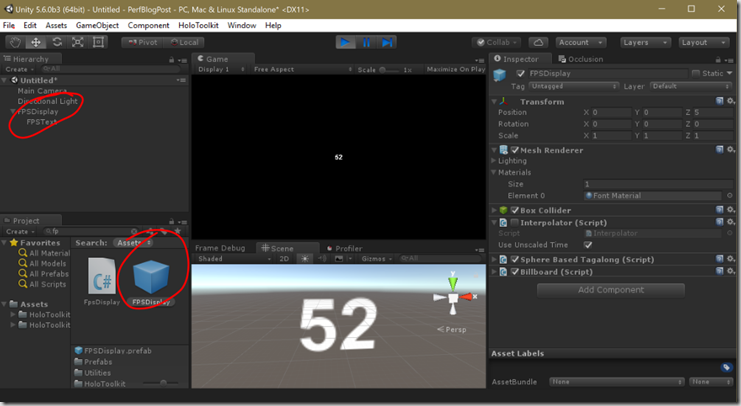 Unity 5.6.0b3 (64bit) - Untitled - PerfBlogPost - PC, Mac & Linux Standalone* <DX11>
File Edit Assets GameObject Component HoloToolkit Window Help
Pivot Local
Collab Account Layers Layout
Hierarchy
Create All
Untitled*
Main Camera
Directional Light
FPSDisplay
FPSText
Game
Display 1 Free Aspect Scale 1x Maximize On Play
52
Project
Create fp
Favorites
All Material
All Models
All Prefabs
All Scripts
Assets
HoloToolkit
HoloToolkit
Search: Assets
C#
FpsDisplay
FPSDisplay
FPSDisplay.prefab
Prefabs
Utilities
HoloToolkit
Frame Debug Scene Profiler
Shaded 2D Gizmos All
52
x
Persp
Inspector Occlusion
FPSDisplay Static
Tag Untagged Layer Default
Transform
Position X 0 Y 0 Z 5
Rotation X 0 Y 0 Z 0
Scale X 1 Y 1 Z 1
Mesh Renderer
Lighting
Materials
Size 1
Element 0 Font Material
Box Collider
Interpolator (Script)
Script Interpolator
Use Unscaled Time
Sphere Based Tagalong (Script)
Billboard (Script)
Add Component
Asset Labels
AssetBundle None None